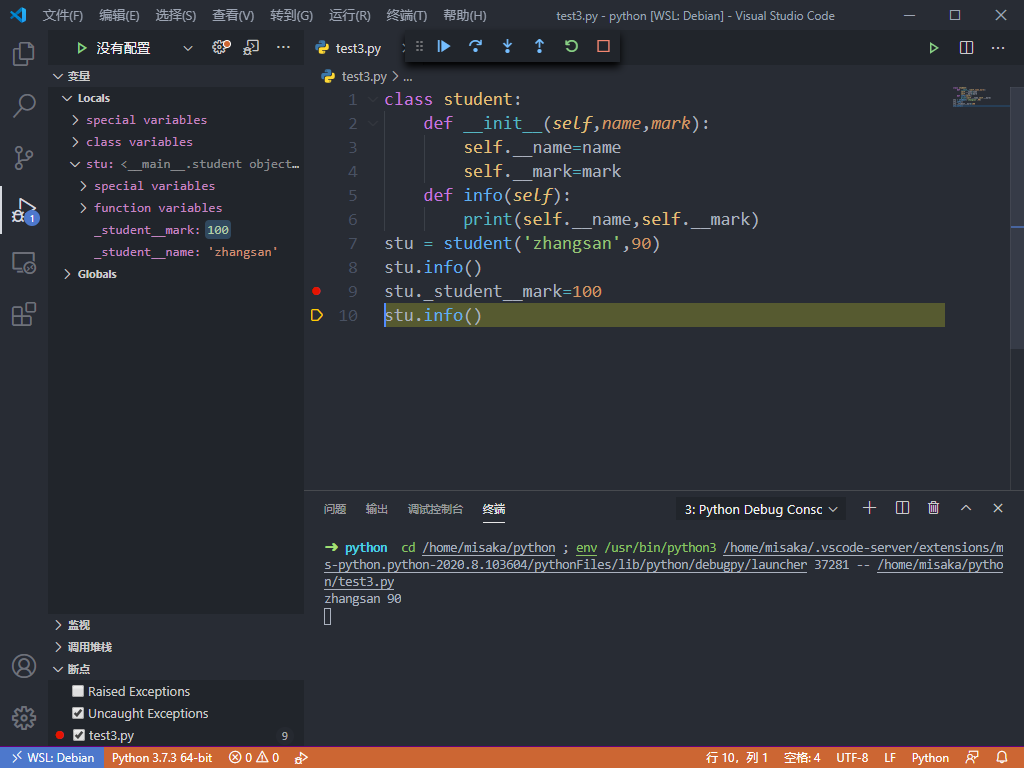 文件(F) 编辑(E) 选择(S) 查看(V) 转到(G) 运行(R) 终端(T) 帮助(H) test3.py - python [WSL: Debian] - Visual Studio Code
没有配置
变量
Locals
special variables
class variables
stu: <__main__.student object…
special variables
function variables
_student__mark: 100
_student__name: 'zhangsan'
Globals
监视
调用堆栈
断点
Raised Exceptions
Uncaught Exceptions
test3.py 9
1
test3.py
test3.py > ...
1 class student:
2 def __init__(self,name,mark):
3 self.__name=name
4 self.__mark=mark
5 def info(self):
6 print(self.__name,self.__mark)
7 stu = student('zhangsan',90)
8 stu.info()
9 stu._student__mark=100
10 stu.info()
问题 输出 调试控制台 终端 3: Python Debug Consc
➜ python cd /home/misaka/python ; env /usr/bin/python3 /home/misaka/.vscode-server/extensions/m
s-python.python-2020.8.103604/pythonFiles/lib/python/debugpy/launcher 37281 -- /home/misaka/pytho
n/test3.py
zhangsan 90
WSL: Debian Python 3.7.3 64-bit 0 0 行 10，列 1 空格: 4 UTF-8 LF Python